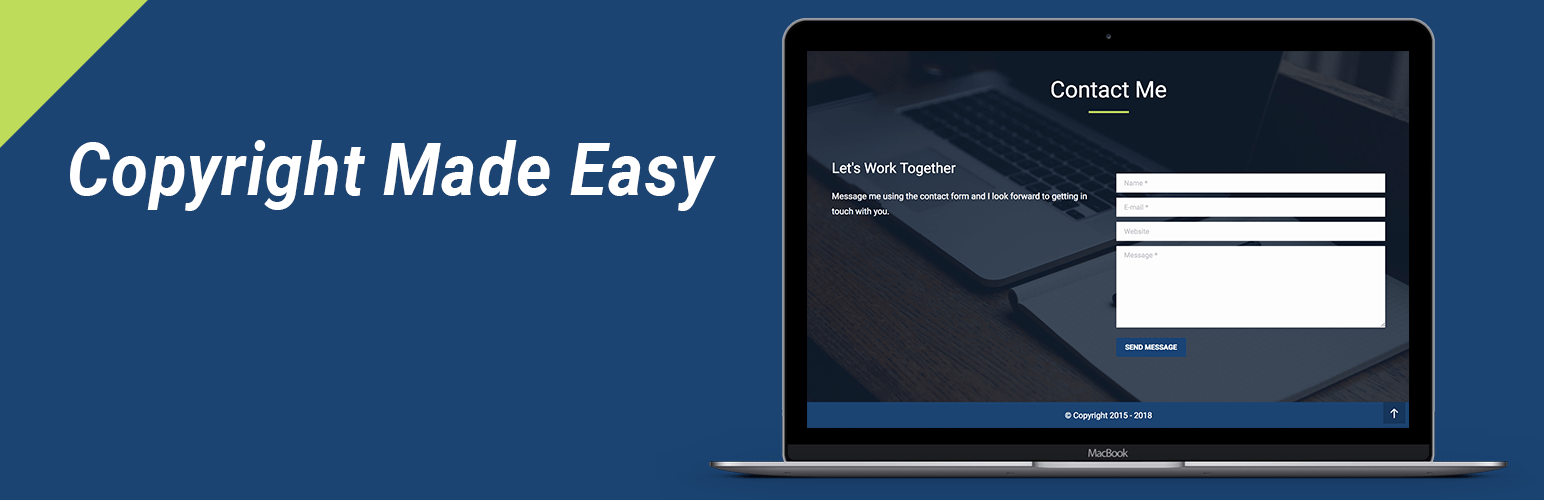 Copyright Made Easy
Contact Me
Let's Work Together
Message me using the contact form and I look forward to getting in
touch with you.
Name *
E-mail *
Website
Message *
SEND MESSAGE
© Copyright 2015 - 2018
MacBook